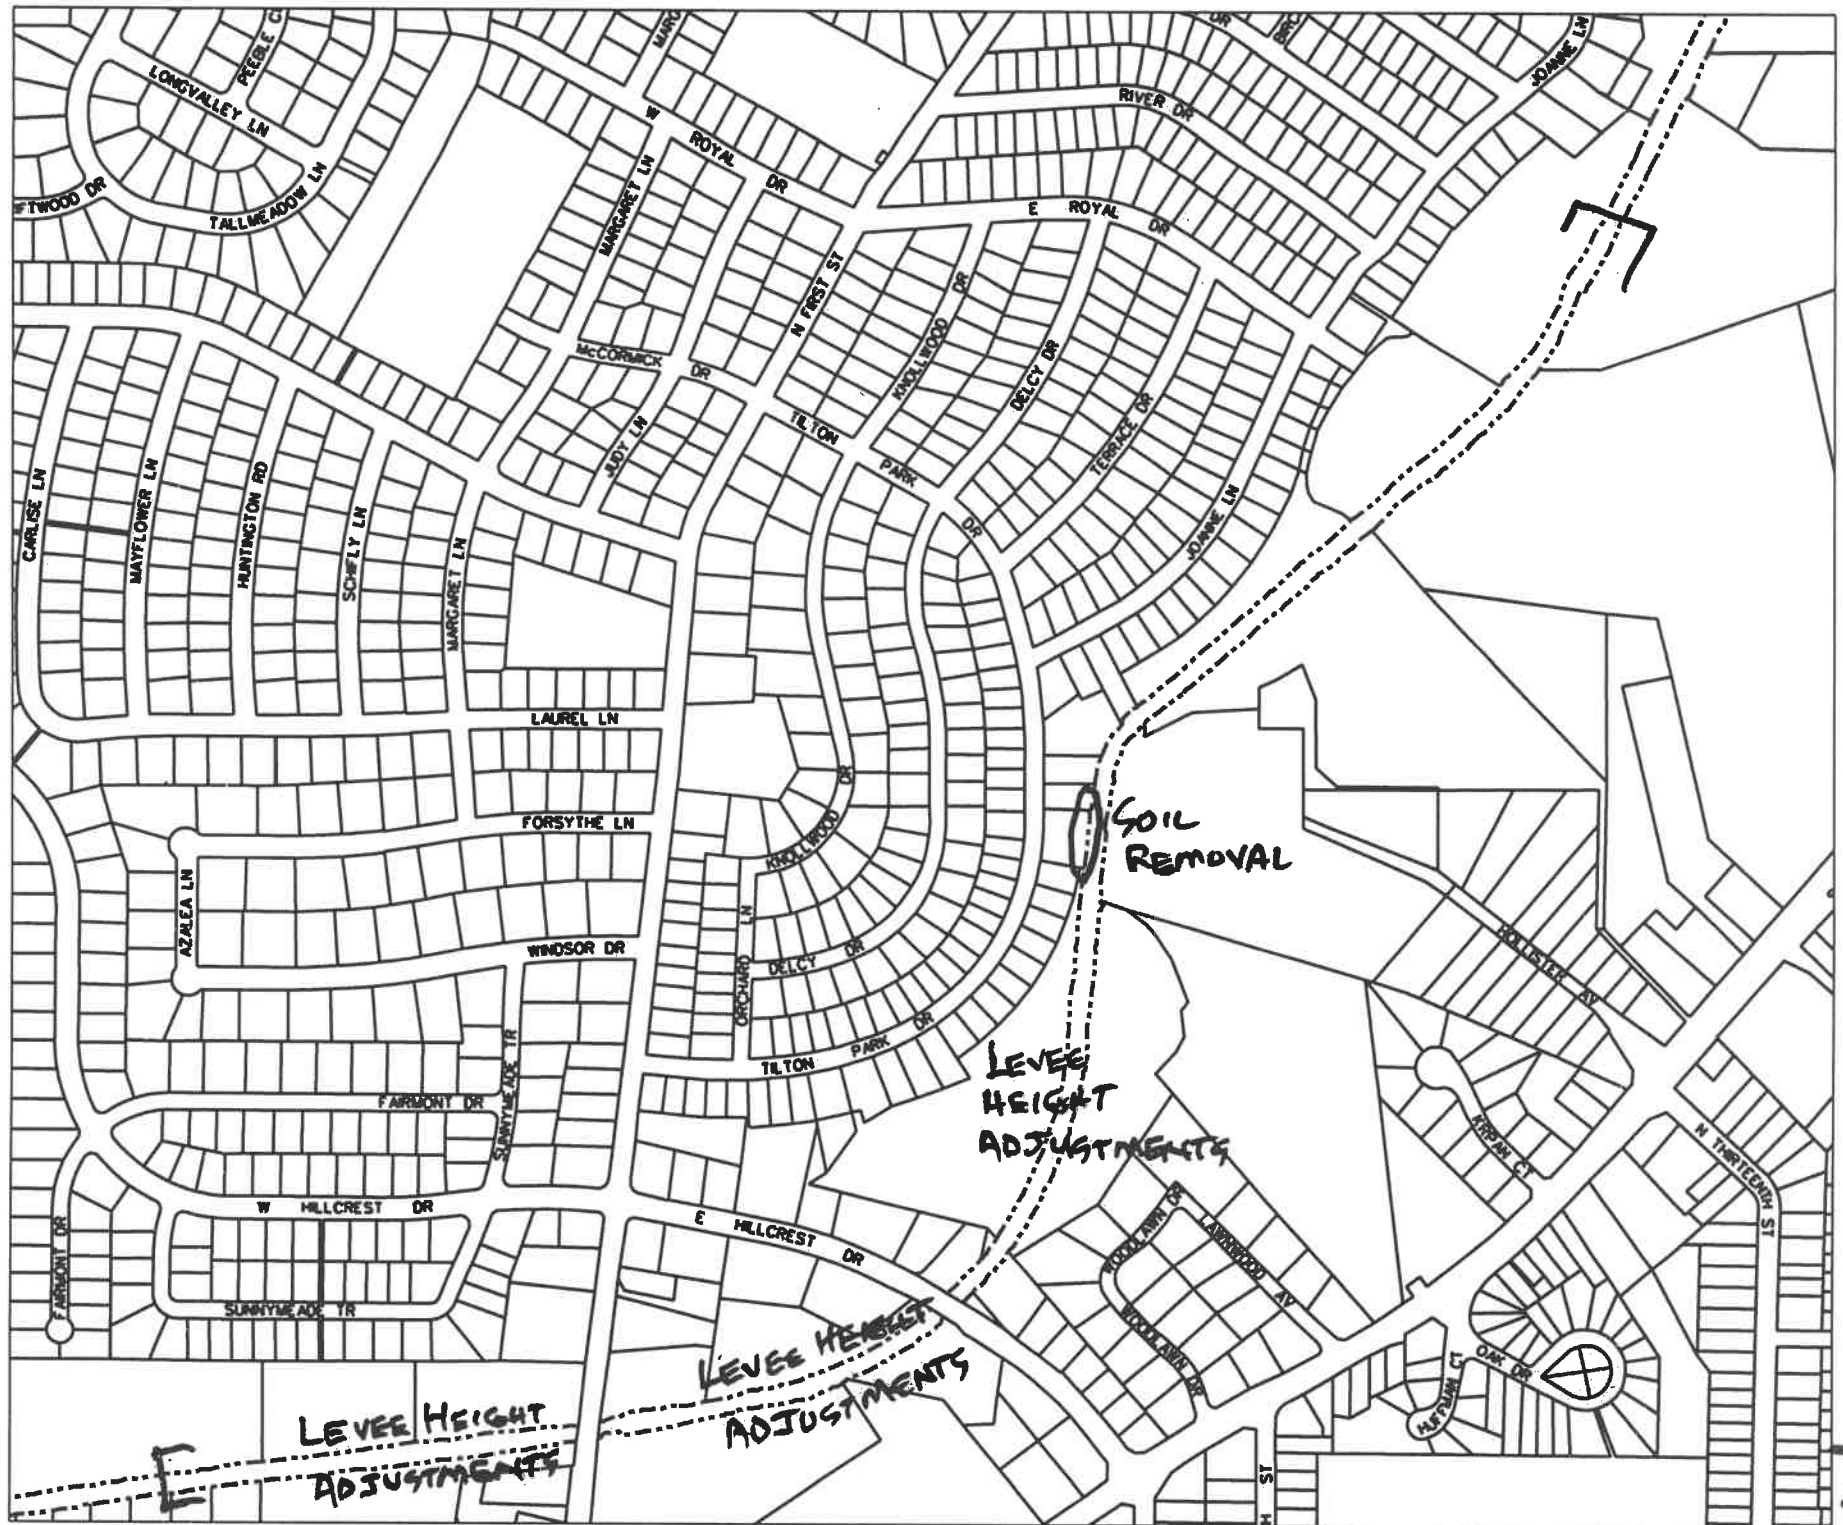 PEEBLE C
LONGVALLEY LN
TWOOD DR
TALLMEADOW LN
MARG
W ROYAL DR
MARGARET LN
DR
BRC
JOANNE LN
RIVER DR
E ROYAL DR
N FIRST ST
KNOLLWOOD DR
DELCY DR
TERRACE DR
JOANNE LN
McCORMICK DR
JUDY LN
TILTON PARK DR
CARLISE LN
MAYFLOWER LN
HUNTINGTON RD
SCHIFLY LN
MARGARET LN
LAUREL LN
FORSYTHE LN
KNOLLWOOD DR
SOIL
REMOVAL
AZALEA LN
WINDSOR DR
ORCHARD LN
DELCY DR
TILTON PARK DR
HOLLISTER AV
LEVEE
HEIGHT
ADJUSTMENTS
FAIRMONT DR
SUNNYMEADE TR
KRPAN CT
N THIRTEENTH ST
W HILLCREST DR
E HILLCREST DR
WOODLAWN DR
LAWNWOOD AV
FAIRMONT DR
SUNNYMEADE TR
WOODLAWN DR
OAK DR
HUFFMAN CT
LEVEE HEIGHT
ADJUSTMENTS
LEVEE HEIGHT
ADJUSTMENTS
H ST